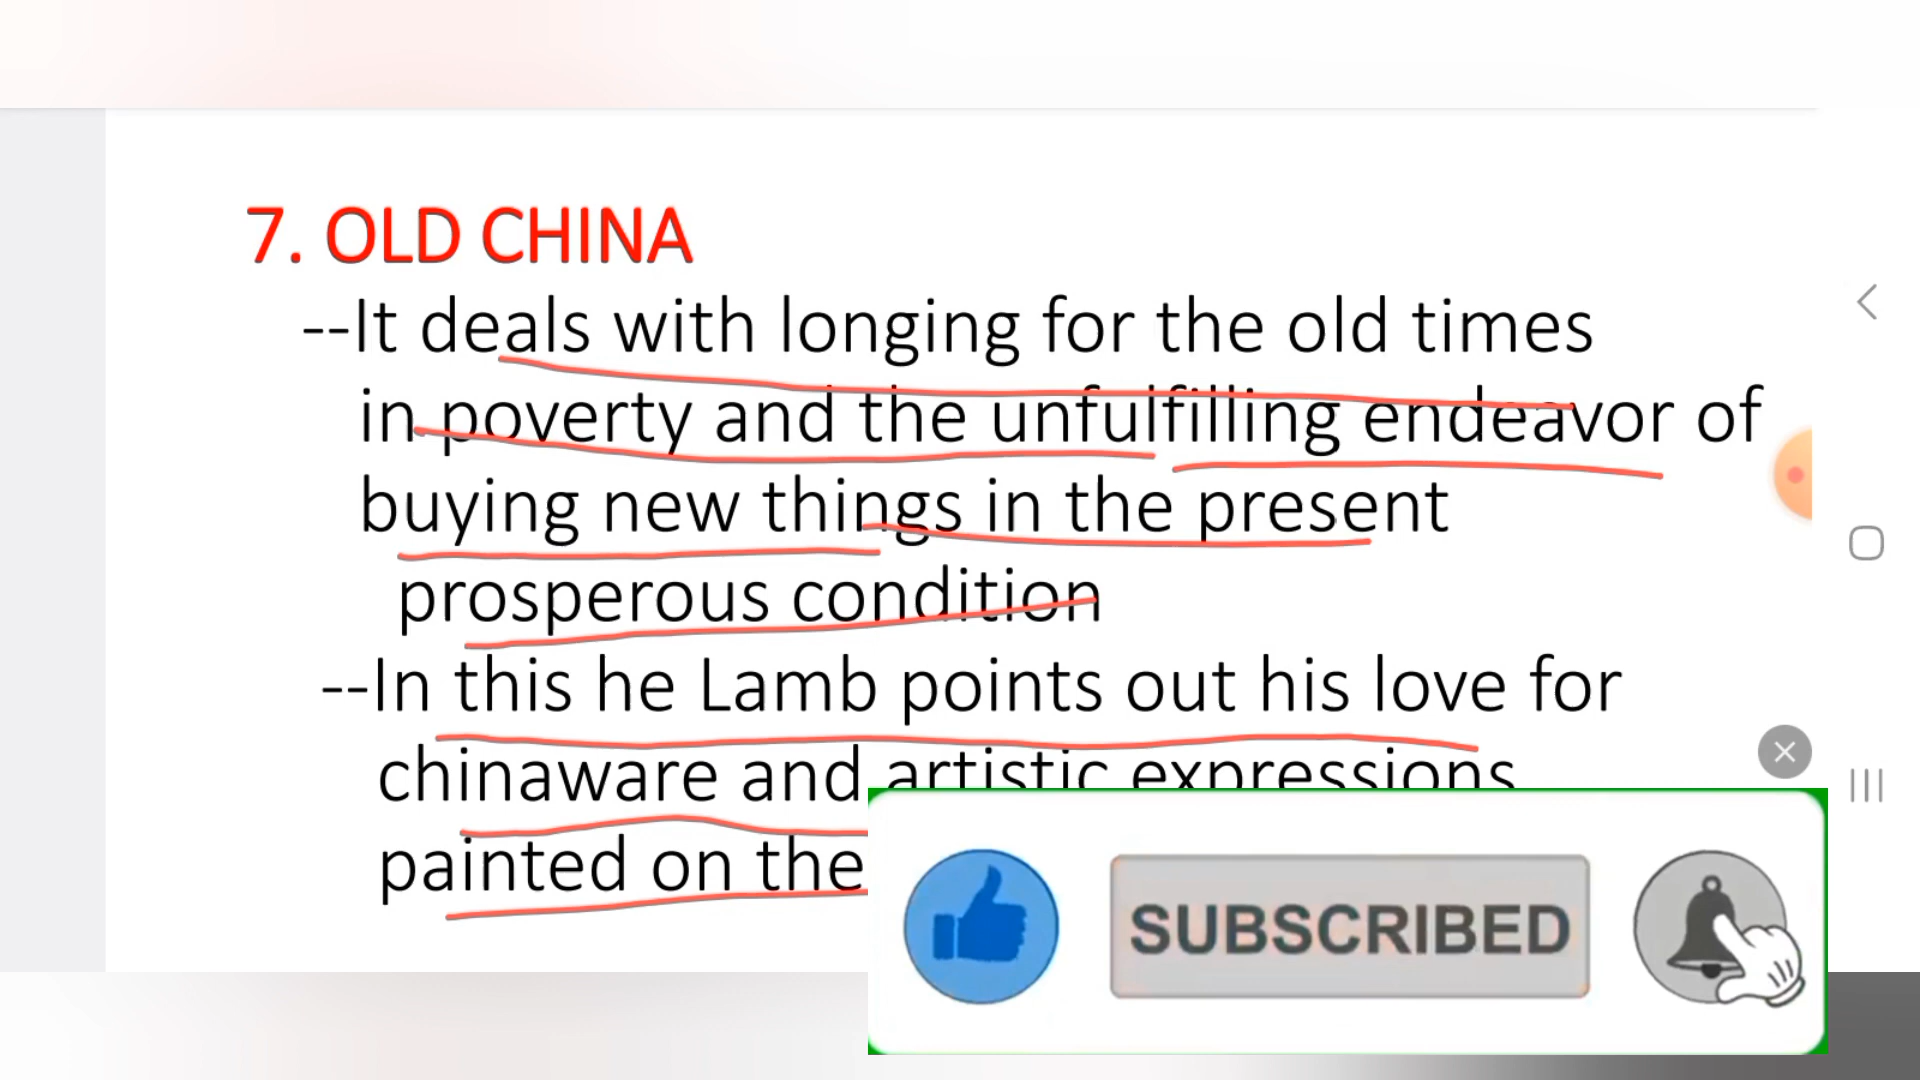 7. OLD CHINA
--It deals with longing for the old times
in poverty and the unfulfilling endeavor of
buying new things in the present
prosperous condition
--In this he Lamb points out his love for
chinaware and artistic expressions
painted on the
SUBSCRIBED